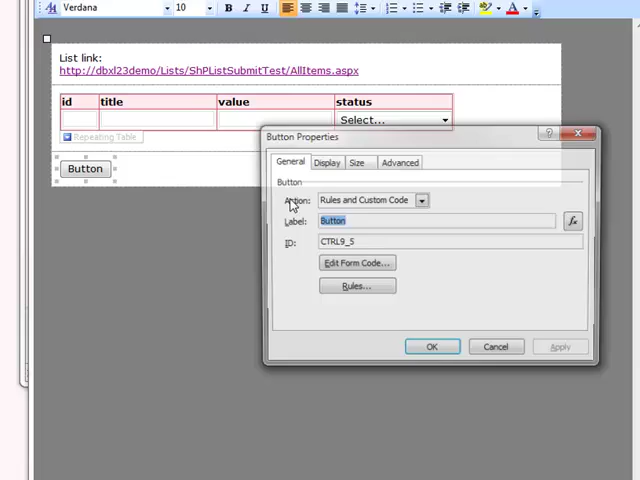 Verdana 10 B I U
List link:
http://dbxl23demo/Lists/ShPListSubmitTest/AllItems.aspx
id title value status
Select...
Repeating Table
Button
Button Properties
General Display Size Advanced
Button
Action: Rules and Custom Code
Label: Button fx
ID: CTRL9_5
Edit Form Code...
Rules...
OK Cancel Apply